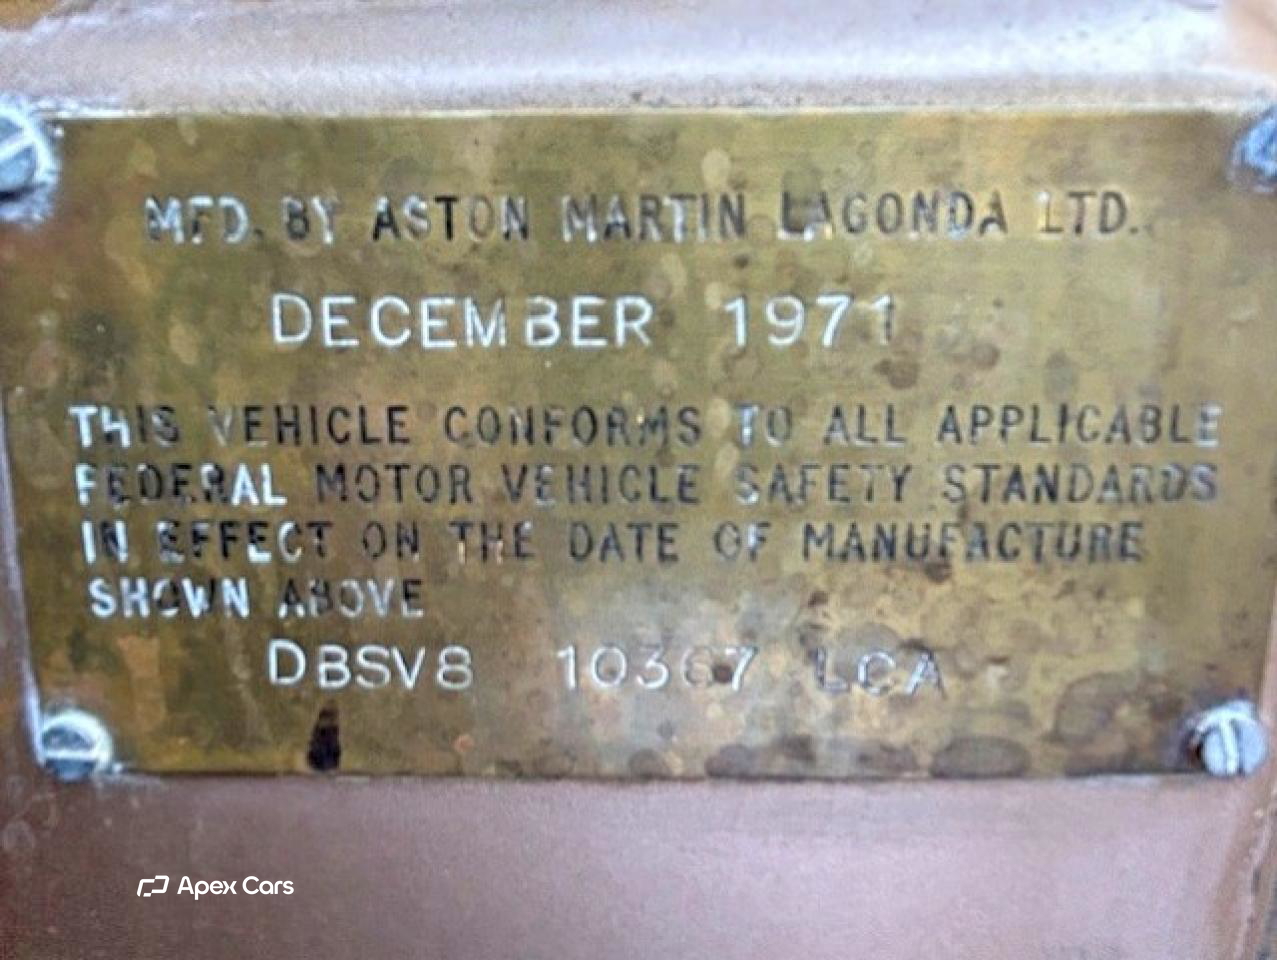 MFD. BY ASTON MARTIN LAGONDA LTD.
DECEMBER 1971
THIS VEHICLE CONFORMS TO ALL APPLICABLE
FEDERAL MOTOR VEHICLE SAFETY STANDARDS
IN EFFECT ON THE DATE OF MANUFACTURE
SHOWN ABOVE
DBSV8 10367 LCA
Apex Cars